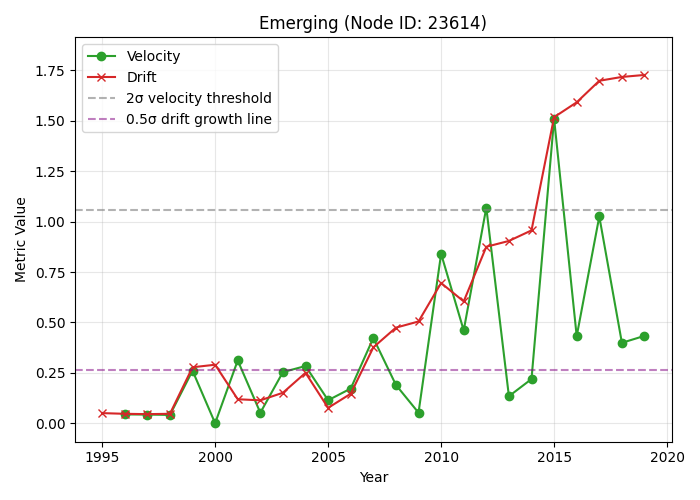 Emerging (Node ID: 23614)
Velocity
Drift
2σ velocity threshold
0.5σ drift growth line
Metric Value
1.75
1.50
1.25
1.00
0.75
0.50
0.25
0.00
1995
2000
2005
2010
2015
2020
Year